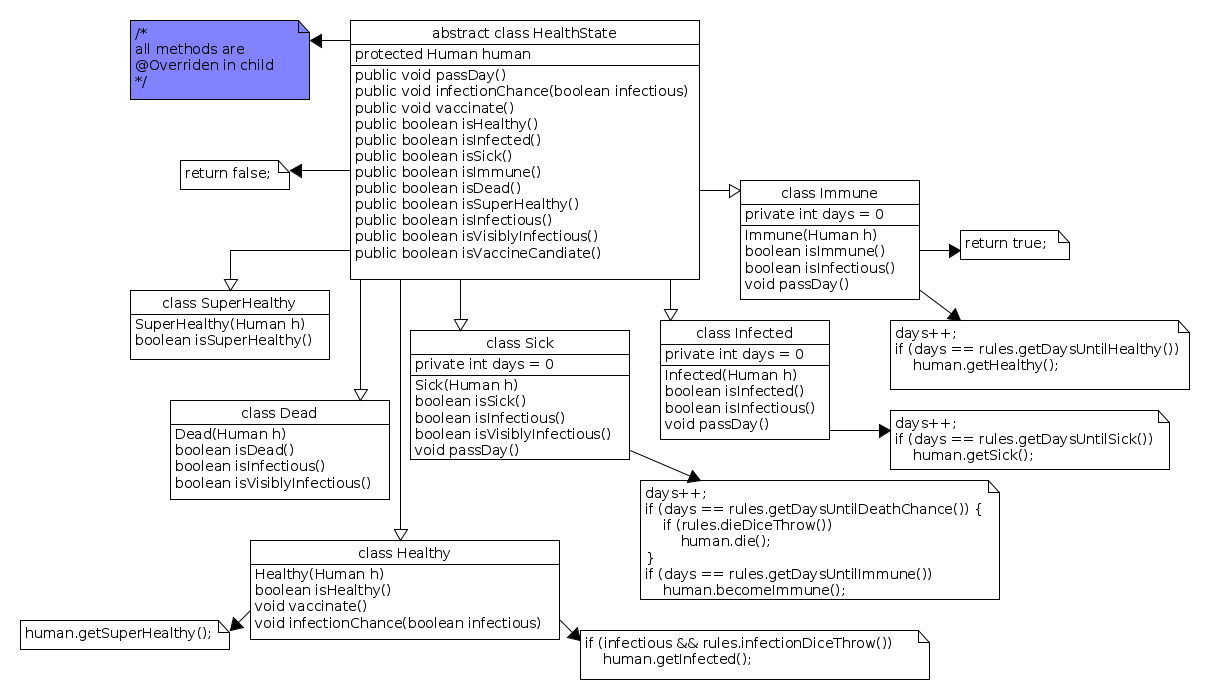 /*
all methods are
@Overriden in child
*/
abstract class HealthState
protected Human human
public void passDay()
public void infectionChance(boolean infectious)
public void vaccinate()
public boolean isHealthy()
public boolean isInfected()
public boolean isSick()
public boolean isImmune()
public boolean isDead()
public boolean isSuperHealthy()
public boolean isInfectious()
public boolean isVisiblyInfectious()
public boolean isVaccineCandiate()
return false;
class Immune
private int days = 0
Immune(Human h)
boolean isImmune()
boolean isInfectious()
void passDay()
return true;
days++;
if (days == rules.getDaysUntilHealthy())
human.getHealthy();
class SuperHealthy
SuperHealthy(Human h)
boolean isSuperHealthy()
class Sick
private int days = 0
Sick(Human h)
boolean isSick()
boolean isInfectious()
boolean isVisiblyInfectious()
void passDay()
class Infected
private int days = 0
Infected(Human h)
boolean isInfected()
boolean isInfectious()
void passDay()
days++;
if (days == rules.getDaysUntilSick())
human.getSick();
class Dead
Dead(Human h)
boolean isDead()
boolean isInfectious()
boolean isVisiblyInfectious()
days++;
if (days == rules.getDaysUntilDeathChance()) {
if (rules.dieDiceThrow())
human.die();
}
if (days == rules.getDaysUntilImmune())
human.becomeImmune();
class Healthy
Healthy(Human h)
boolean isHealthy()
void vaccinate()
void infectionChance(boolean infectious)
human.getSuperHealthy();
if (infectious && rules.infectionDiceThrow())
human.getInfected();